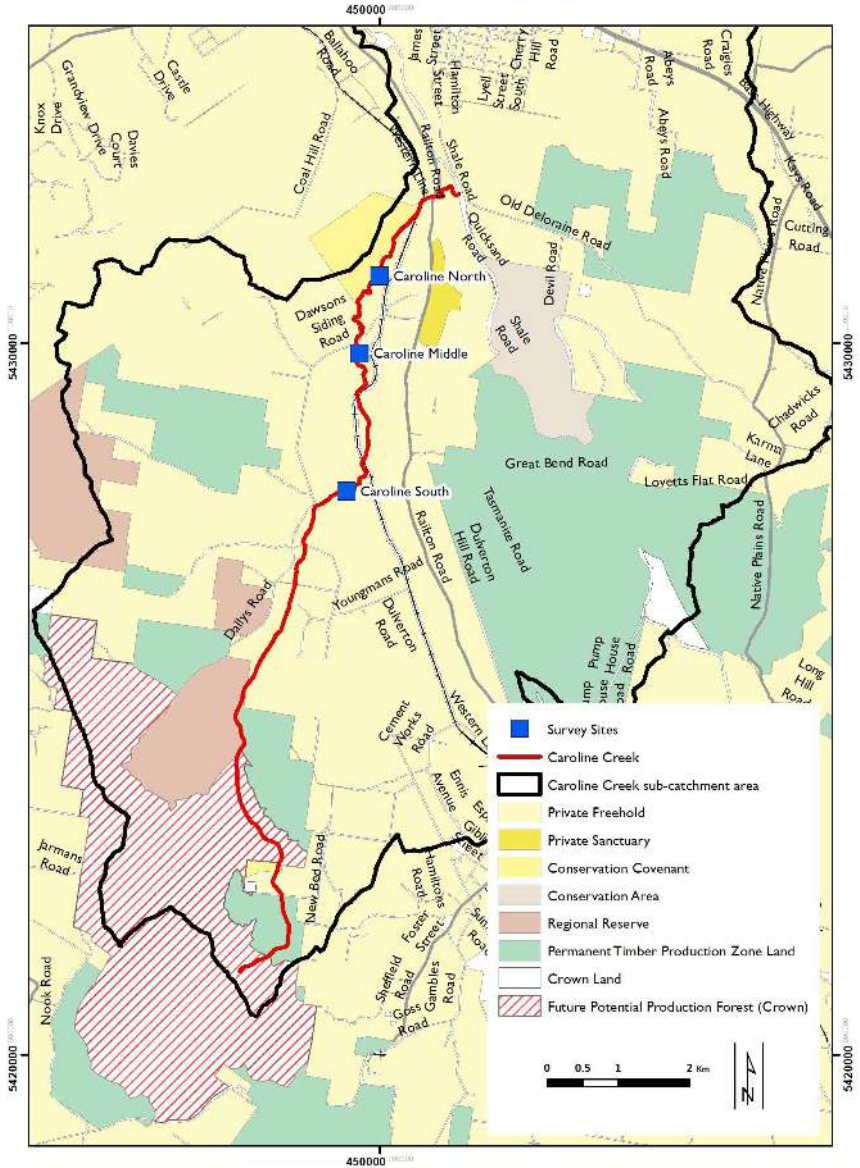 450000
Ballahoo
Road
James
Street
Hamilton
Street
Cherry
Hill
Road
Lyell
Street
South
Abeys
Road
Craigies
Road
Bass Highway
Knox
Drive
Grandview Drive
Castle
Drive
Davies
Court
Coal Hill Road
Western Line
Railton Road
Shale Road
Abeys Road
Kays Road
Old Deloraine Road
Quicksand
Road
Cutting
Road
Devil Road
Caroline North
Dawsons
Siding
Road
Shale
Road
5430000
5430000
Caroline Middle
Chadwicks
Road
Karma
Lane
Great Bend Road
Lovetts Flat Road
Caroline South
Tasmanite Road
Dulverton
Hill Road
Railton Road
Native Plains Road
Youngmans Road
Dallys Road
Dulverton
Road
Pump
House
Road
Long
Hill
Road
Cement
Works
Road
Western L
Ennis
Avenue
Esp
Gibli
Street
Jarmans
Road
New Bed Road
Hamiltons
Road
Foster
Street
Sheffield
Road
Goss
Road
Gambles
Road
Nook Road
Survey Sites
Caroline Creek
Caroline Creek sub-catchment area
Private Freehold
Private Sanctuary
Conservation Covenant
Conservation Area
Regional Reserve
Permanent Timber Production Zone Land
Crown Land
Future Potential Production Forest (Crown)
0 0.5 1 2 Km
N
5420000
5420000
450000